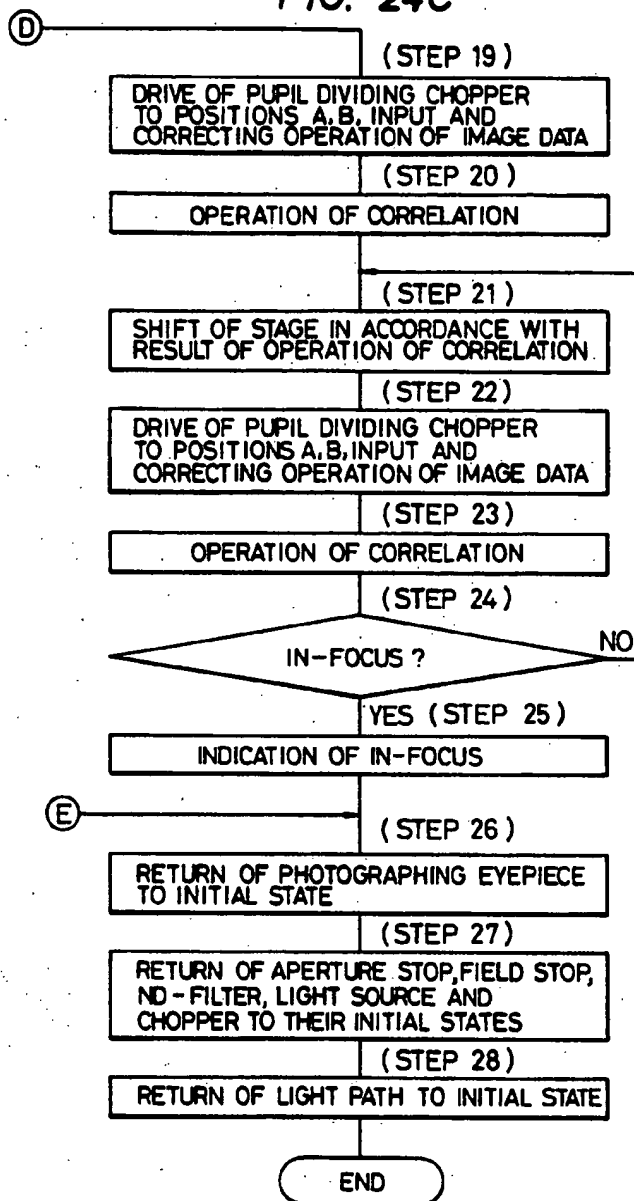 FIG. 24C
D
(STEP 19)
DRIVE OF PUPIL DIVIDING CHOPPER
TO POSITIONS A,B, INPUT AND
CORRECTING OPERATION OF IMAGE DATA
(STEP 20)
OPERATION OF CORRELATION
(STEP 21)
SHIFT OF STAGE IN ACCORDANCE WITH
RESULT OF OPERATION OF CORRELATION
(STEP 22)
DRIVE OF PUPIL DIVIDING CHOPPER
TO POSITIONS A,B, INPUT AND
CORRECTING OPERATION OF IMAGE DATA
(STEP 23)
OPERATION OF CORRELATION
(STEP 24)
IN-FOCUS ?
NO
YES (STEP 25)
INDICATION OF IN-FOCUS
E
(STEP 26)
RETURN OF PHOTOGRAPHING EYEPIECE
TO INITIAL STATE
(STEP 27)
RETURN OF APERTURE STOP, FIELD STOP,
ND-FILTER, LIGHT SOURCE AND
CHOPPER TO THEIR INITIAL STATES
(STEP 28)
RETURN OF LIGHT PATH TO INITIAL STATE
END